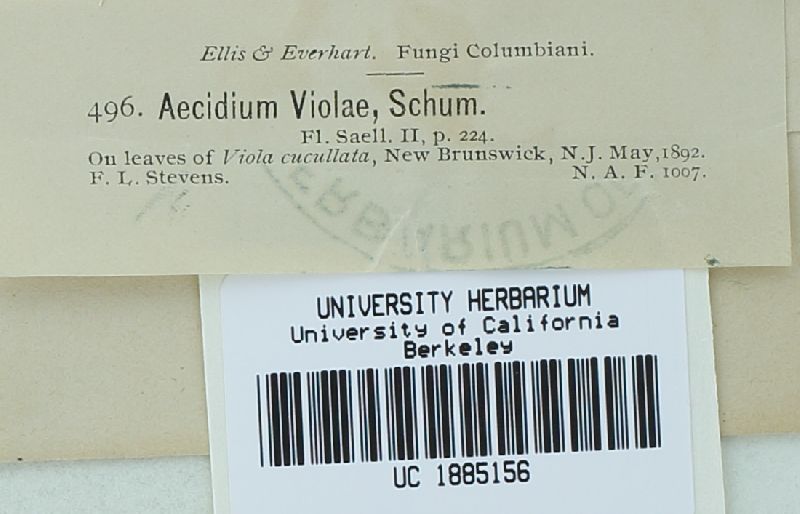 Ellis & Everhart. Fungi Columbiani.
496. Aecidium Violae, Schum.
Fl. Saell. II, p. 224.
On leaves of Viola cucullata, New Brunswick, N.J. May,1892.
F. L. Stevens. N. A. F. 1007.
ERBARIUM O
UNIVERSITY HERBARIUM
University of California
Berkeley
UC 1885156